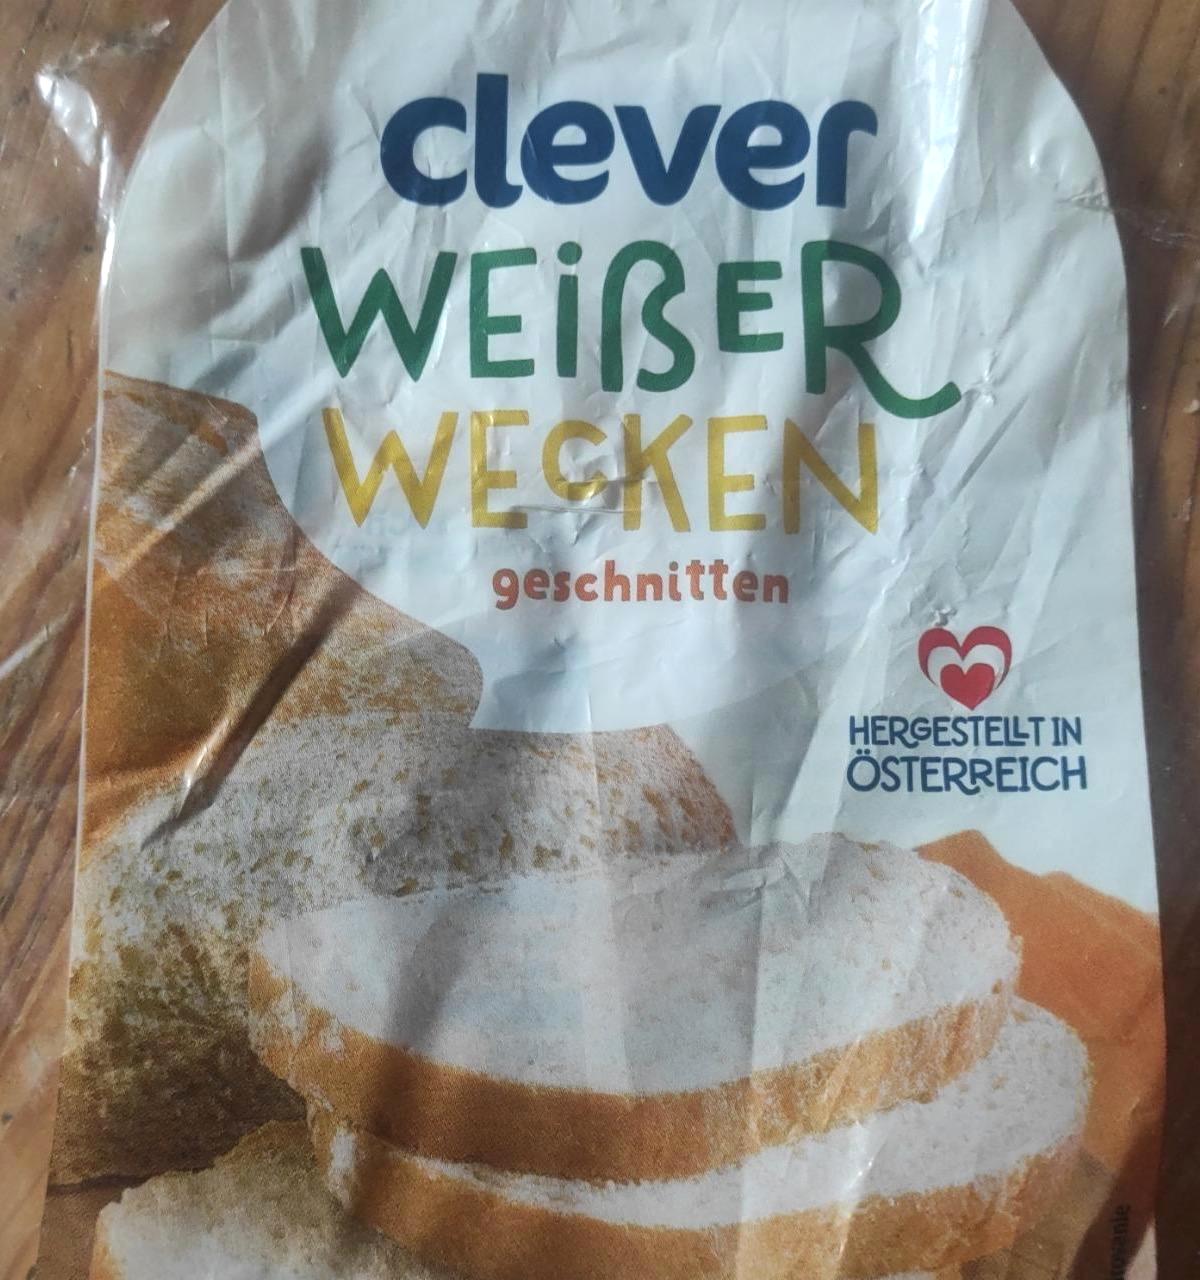 clever
WEIẞER
WECKEN
geschnitten
HERGESTELLT IN
ÖSTERREICH